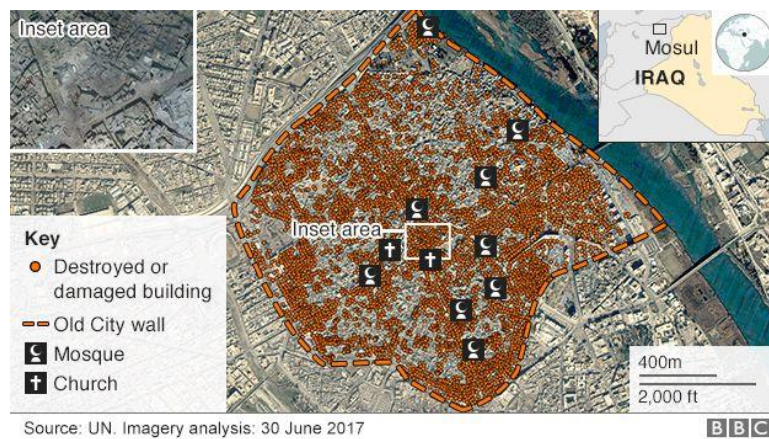 Inset area
Mosul
IRAQ
Inset area
Key
Destroyed or
damaged building
Old City wall
Mosque
Church
400m
2,000 ft
Source: UN. Imagery analysis: 30 June 2017
BBC